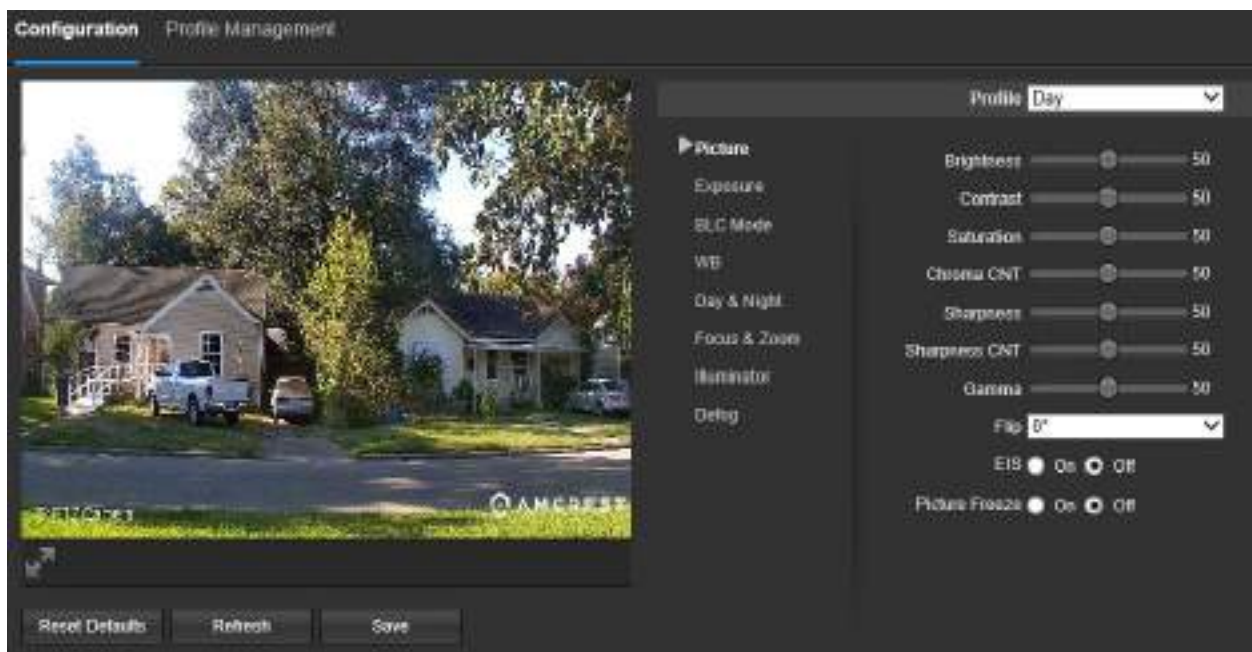 Configuration Profile Management
Profile Day
Picture
Exposure
BLC Mode
WB
Day & Night
Focus & Zoom
Illuminator
Defog
Brightness 50
Contrast 50
Saturation 50
Chroma CNT 50
Sharpness 50
Sharpness CNT 50
Gamma 50
Flip 0°
EIS On Off
Picture Freeze On Off
AMCREST
Reset Defaults Refresh Save